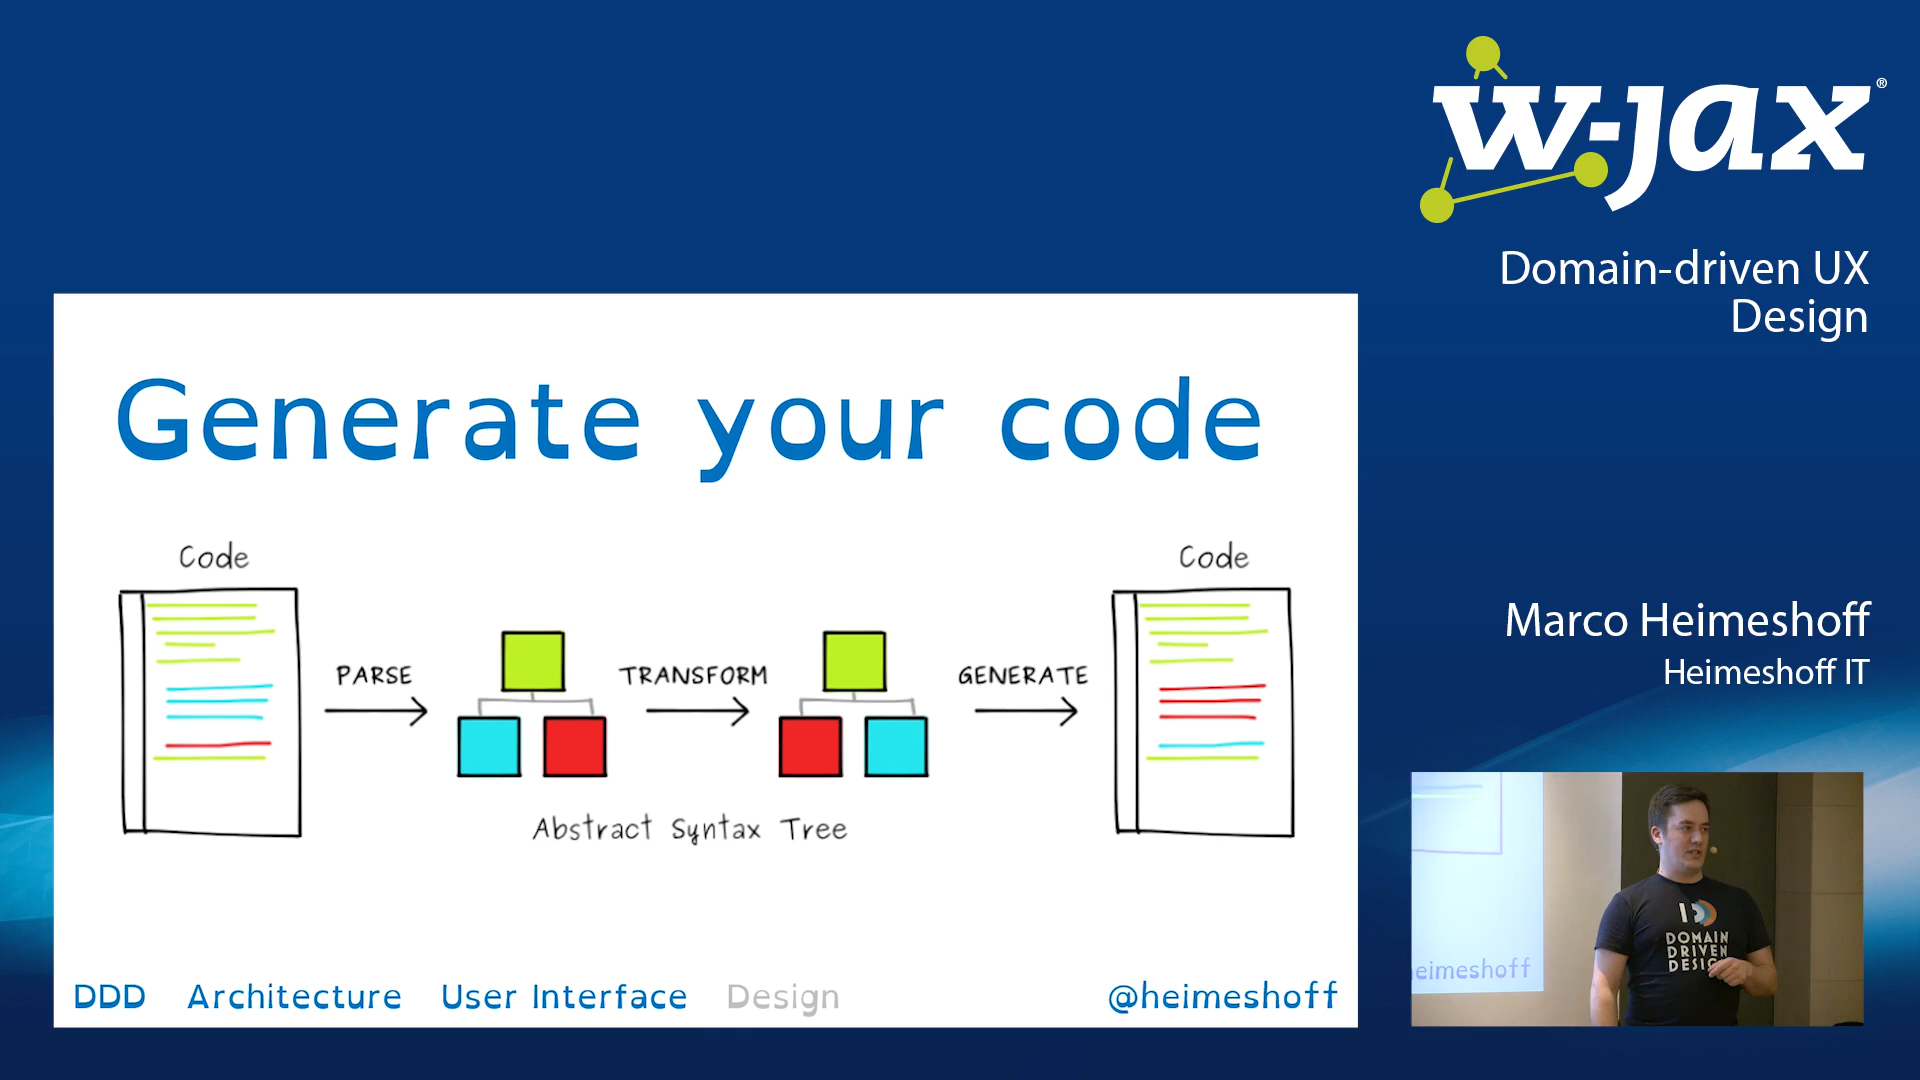 w-jax®
Domain-driven UX
Design
Generate your code
Code
Code
PARSE
TRANSFORM
GENERATE
Abstract Syntax Tree
DDD Architecture User Interface Design @heimeshoff
Marco Heimeshoff
Heimeshoff IT
DOMAIN
DRIVEN
DESIGN
eimeshoff